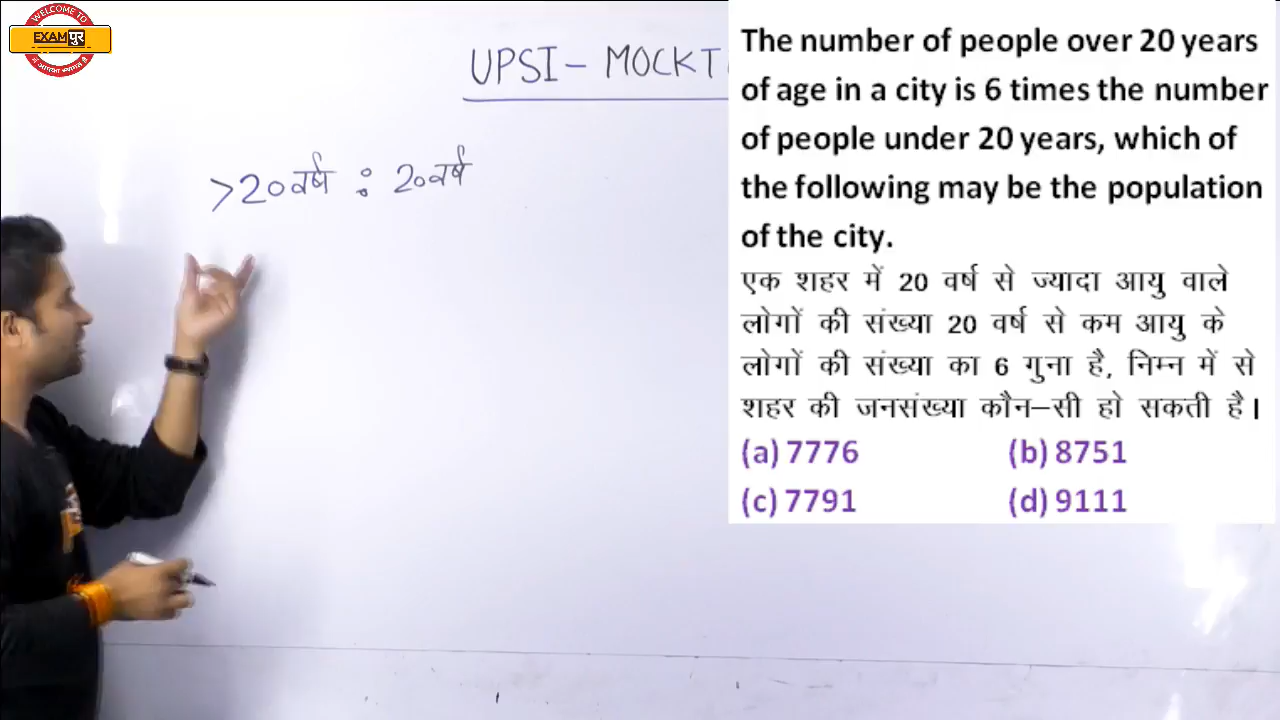 WELCOME TO
EXAMपुर
UPSI - MOCKT
>20वर्ष : 20वर्ष
The number of people over 20 years
of age in a city is 6 times the number
of people under 20 years, which of
the following may be the population
of the city.
एक शहर में 20 वर्ष से ज्यादा आयु वाले
लोगों की संख्या 20 वर्ष से कम आयु के
लोगों की संख्या का 6 गुना है, निम्न में से
शहर की जनसंख्या कौन–सी हो सकती है।
(a) 7776 (b) 8751
(c) 7791 (d) 9111